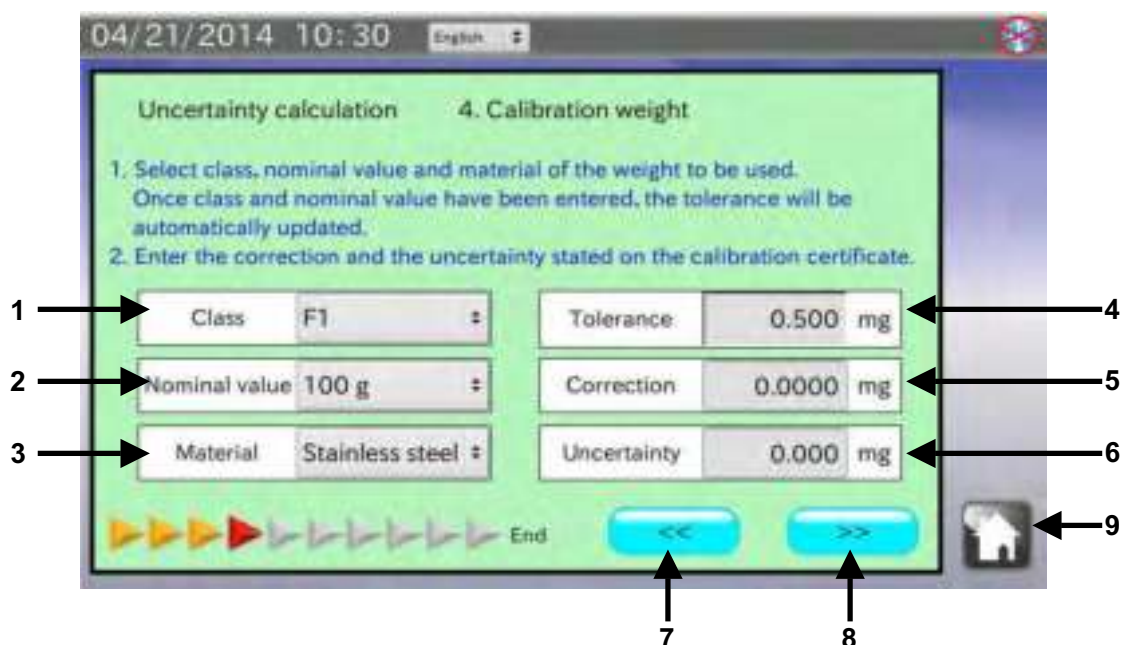 04/21/2014 10:30 English
Uncertainty calculation 4. Calibration weight
1. Select class, nominal value and material of the weight to be used.
Once class and nominal value have been entered, the tolerance will be
automatically updated.
2. Enter the correction and the uncertainty stated on the calibration certificate.
1 Class F1 Tolerance 0.500 mg 4
2 Nominal value 100 g Correction 0.0000 mg 5
3 Material Stainless steel Uncertainty 0.000 mg 6
End << >> 9
7 8